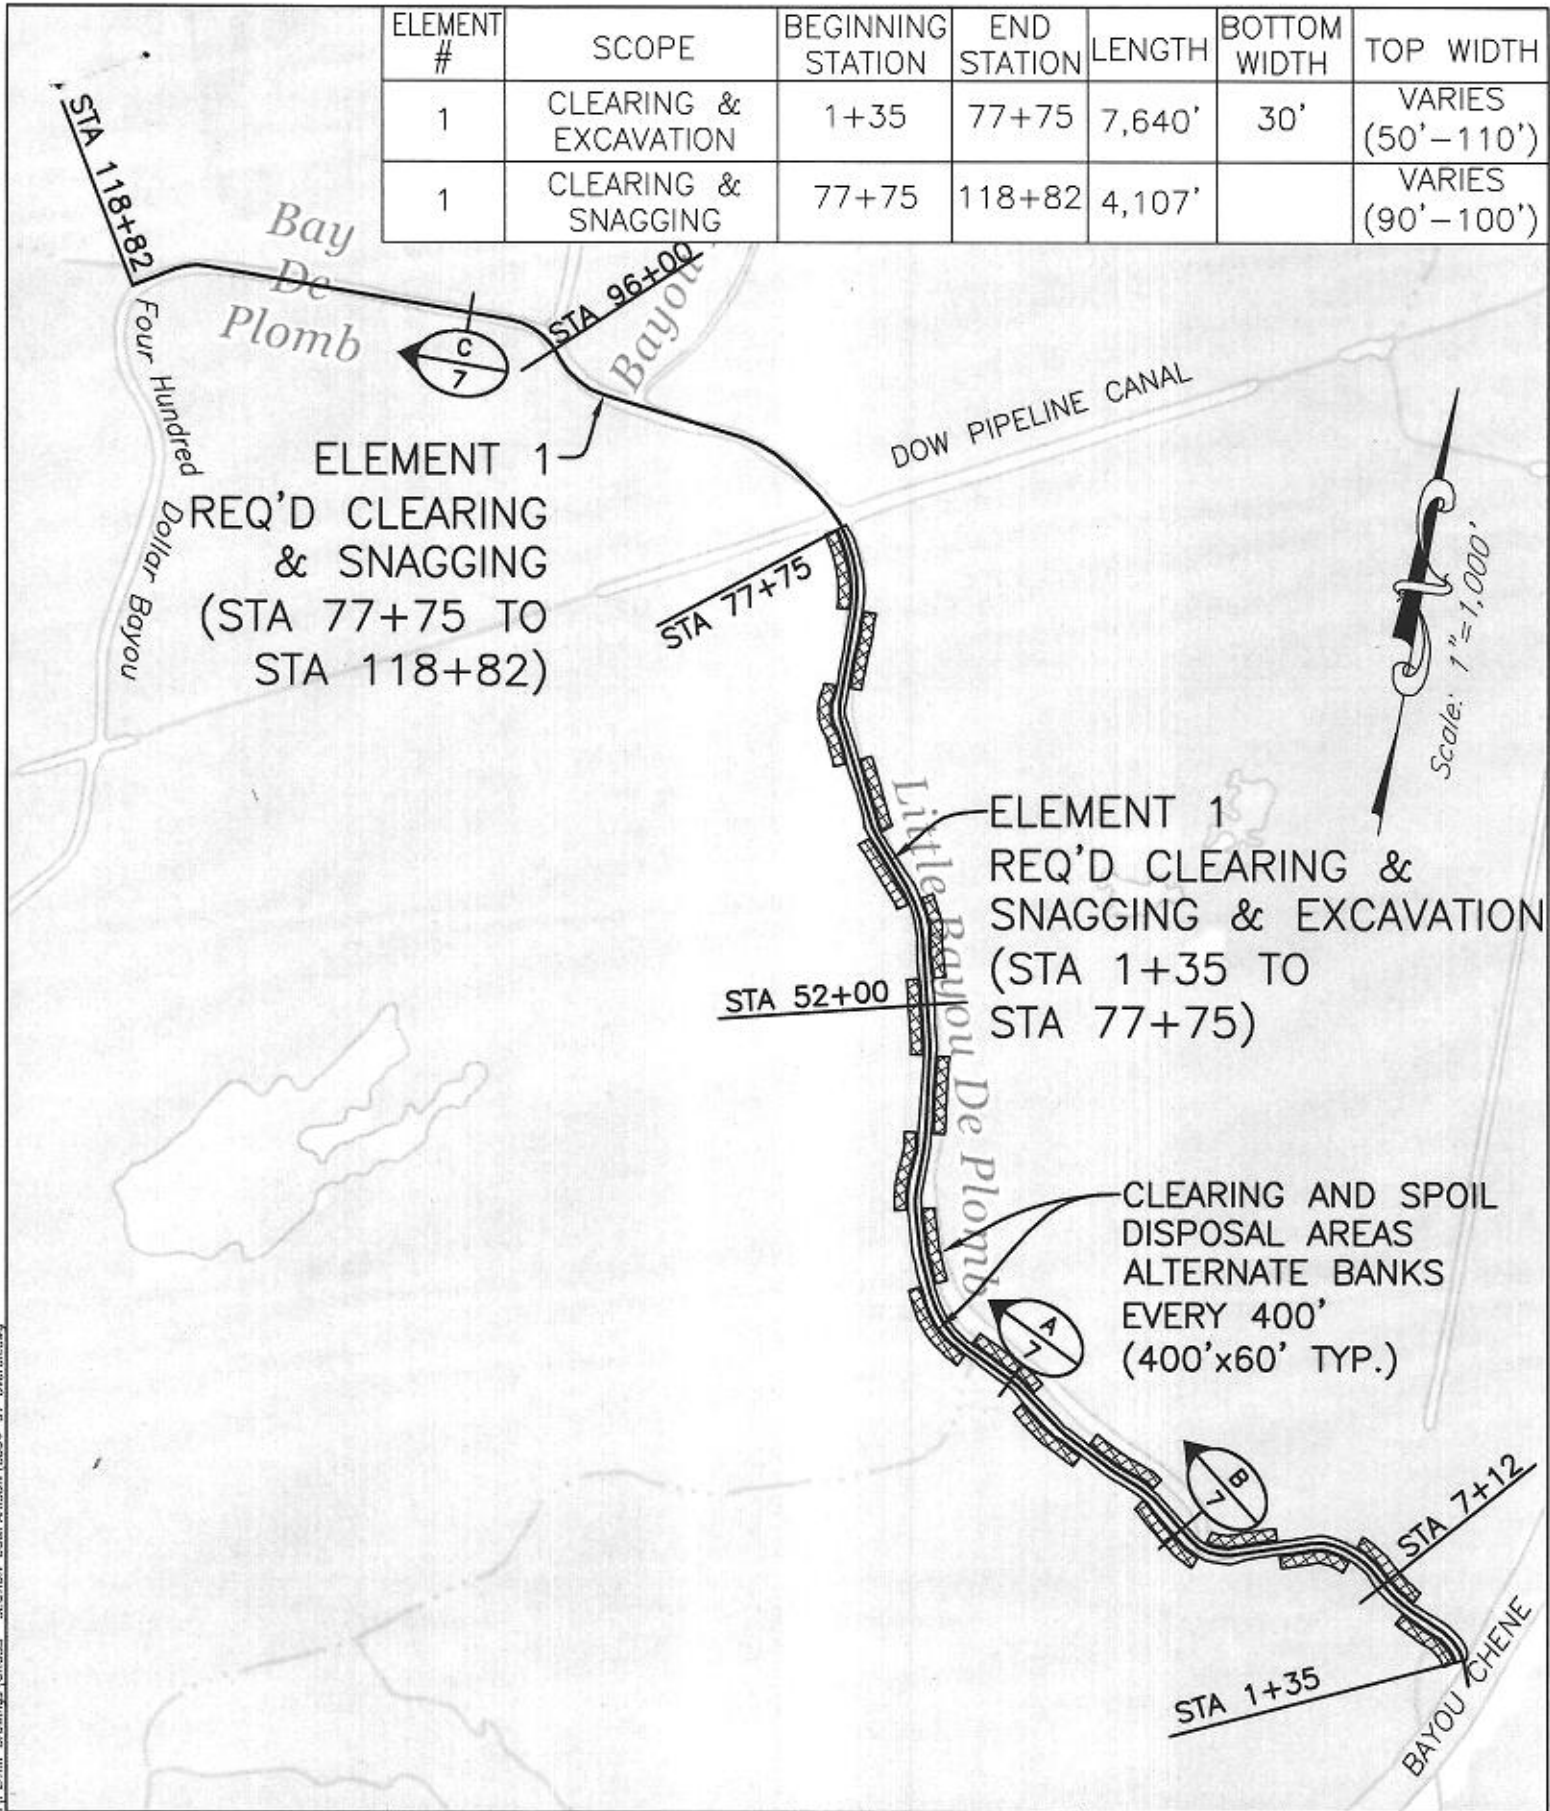 ELEMENT # SCOPE BEGINNING STATION END STATION LENGTH BOTTOM WIDTH TOP WIDTH
1 CLEARING & EXCAVATION 1+35 77+75 7,640' 30' VARIES (50'-110')
1 CLEARING & SNAGGING 77+75 118+82 4,107' VARIES (90'-100')
STA 118+82
Bay
De
Plomb
Bayou
STA 96+00
C
7
Four Hundred Dollar Bayou
DOW PIPELINE CANAL
ELEMENT 1
REQ'D CLEARING
& SNAGGING
(STA 77+75 TO
STA 118+82)
STA 77+75
Scale: 1"=1,000'
Little Bayou De Plomb
ELEMENT 1
REQ'D CLEARING &
SNAGGING & EXCAVATION
(STA 1+35 TO
STA 77+75)
STA 52+00
CLEARING AND SPOIL
DISPOSAL AREAS
ALTERNATE BANKS
EVERY 400'
(400'x60' TYP.)
A
7
B
7
STA 7+12
STA 1+35
BAYOU CHENE